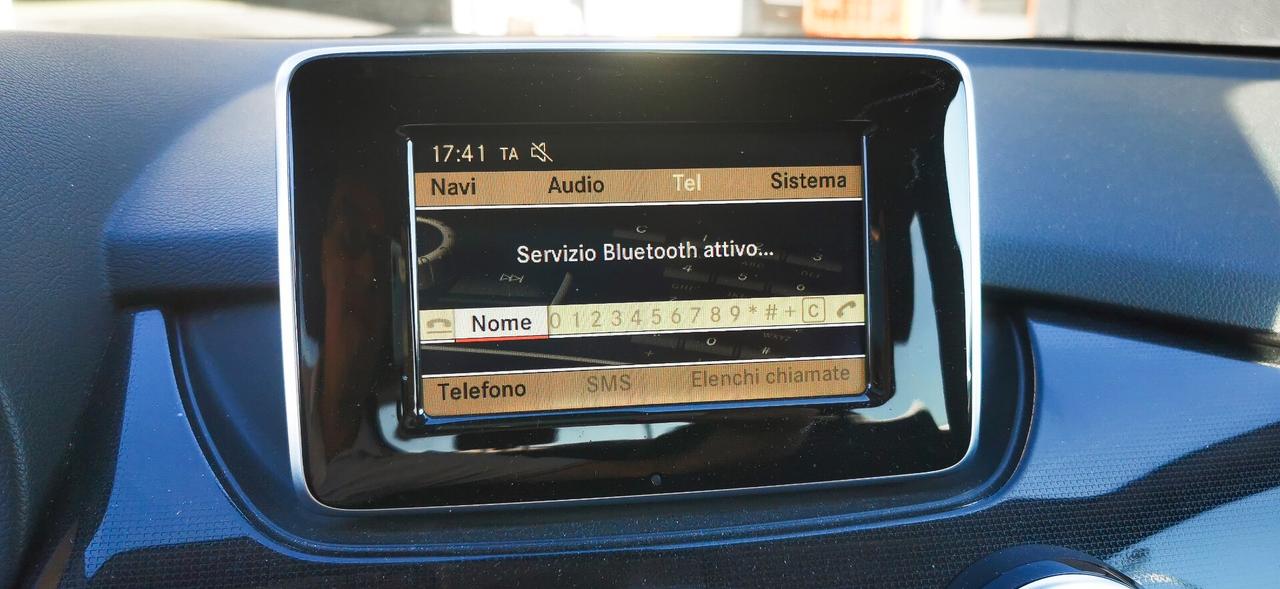 17:41 TA
Navi Audio Tel Sistema
Servizio Bluetooth attivo...
Nome 0 1 2 3 4 5 6 7 8 9 * # + C
Telefono SMS Elenchi chiamate